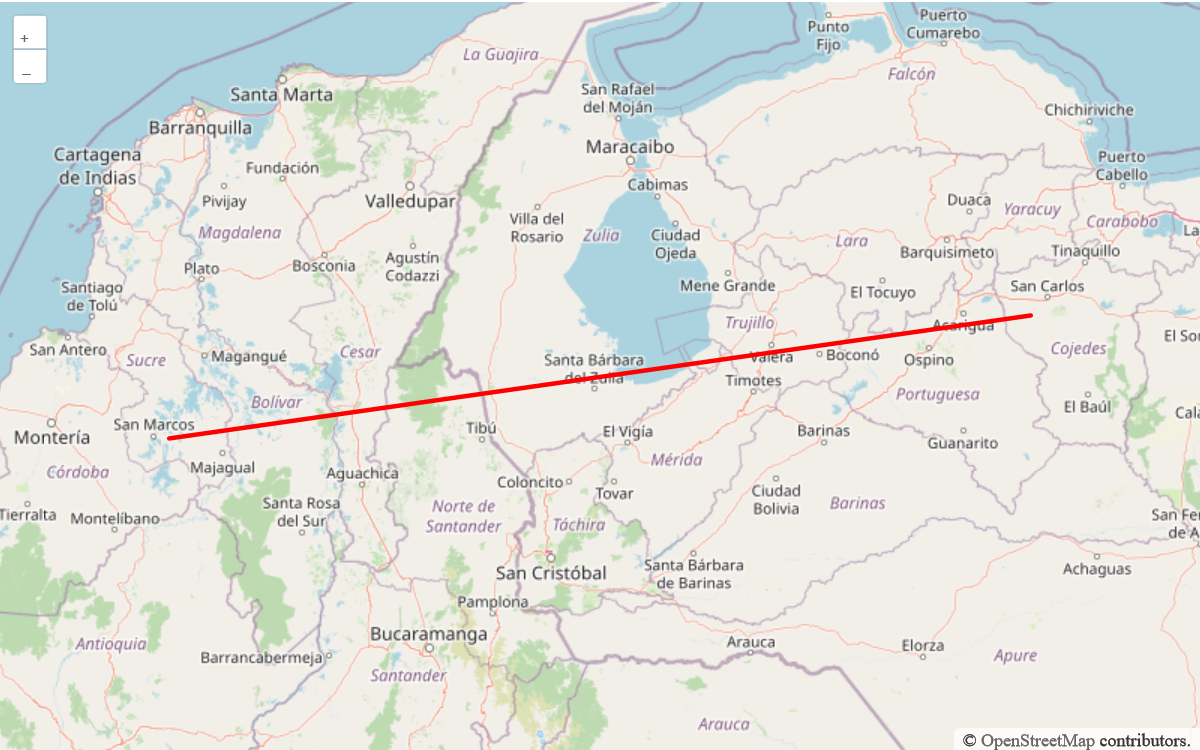 +
–
Puerto
Cumarebo
Punto
Fijo
La Guajira
Falcón
San Rafael
del Moján
Santa Marta
Chichiriviche
Barranquilla
Maracaibo
Cartagena
de Indias
Puerto
Cabello
Fundación
Cabimas
Pivijay
Valledupar
Duaca
Yaracuy
Villa del
Rosario
Carabobo
Magdalena
Zulia
Ciudad
Ojeda
Lara
La
Barquisimeto
Tinaquillo
Agustín
Codazzi
Bosconia
Plato
Mene Grande
San Carlos
Santiago
de Tolú
El Tocuyo
Trujillo
Acarigua
El So
San Antero
Sucre
Magangué
Cesar
Santa Bárbara
del Zulia
Valera
Boconó
Ospino
Cojedes
Timotes
Portuguesa
Bolívar
El Baúl
Cala
San Marcos
Montería
Tibú
El Vigía
Barinas
Guanarito
Córdoba
Majagual
Aguachica
Mérida
Coloncito
Tovar
Ciudad
Bolivia
Barinas
Tierralta
Montelíbano
Santa Rosa
del Sur
Norte de
Santander
Táchira
San Fe
de A
San Cristóbal
Santa Bárbara
de Barinas
Achaguas
Pamplona
Antioquia
Bucaramanga
Arauca
Elorza
Apure
Barrancabermeja
Santander
Arauca
© OpenStreetMap contributors.